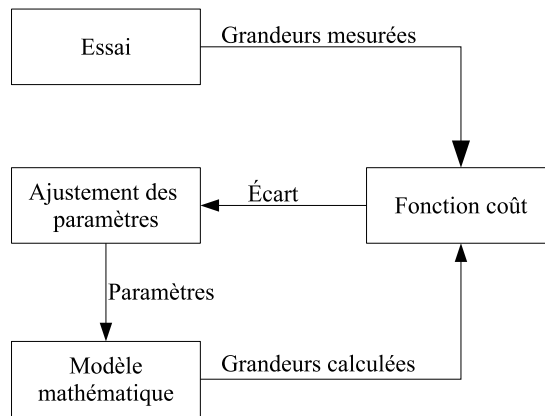 Essai
Grandeurs mesurées
Ajustement des
paramètres
Écart
Fonction coût
Paramètres
Modèle
mathématique
Grandeurs calculées